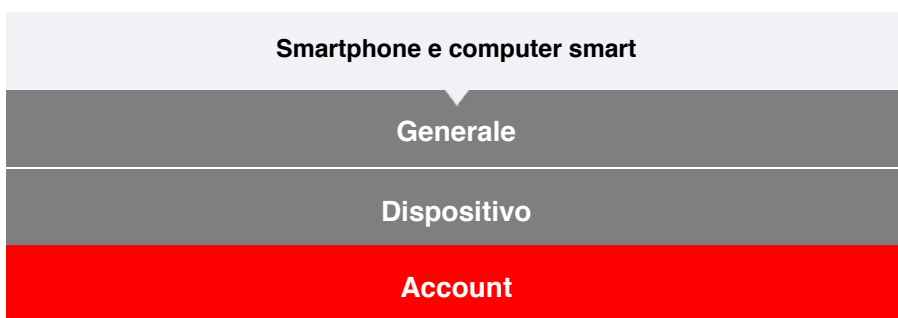 Smartphone e computer smart
Generale
Dispositivo
Account